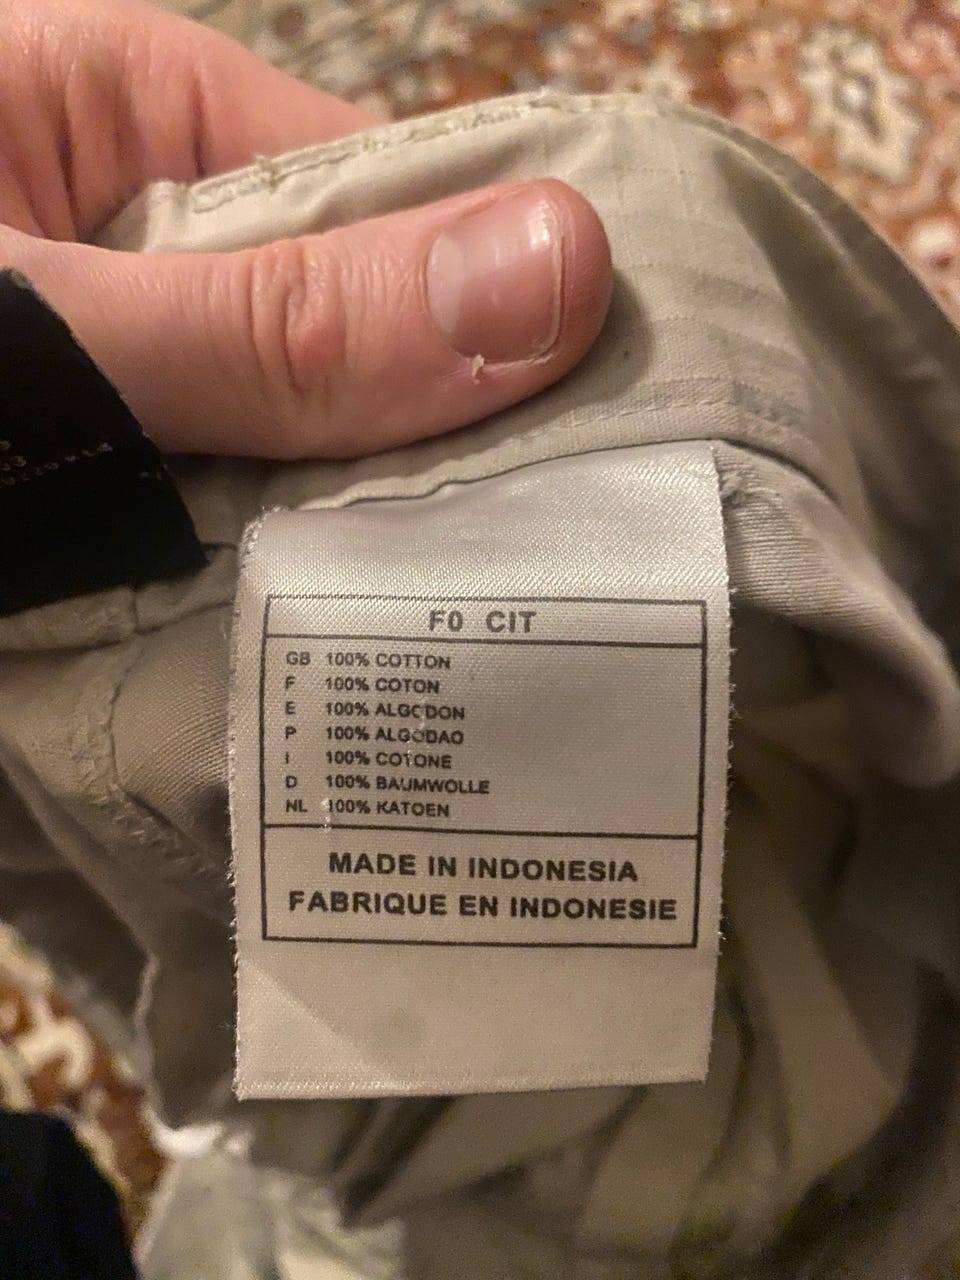 F0 CIT
GB 100% COTTON
F 100% COTON
E 100% ALGODON
P 100% ALGODAO
I 100% COTONE
D 100% BAUMWOLLE
NL 100% KATOEN
MADE IN INDONESIA
FABRIQUE EN INDONESIE